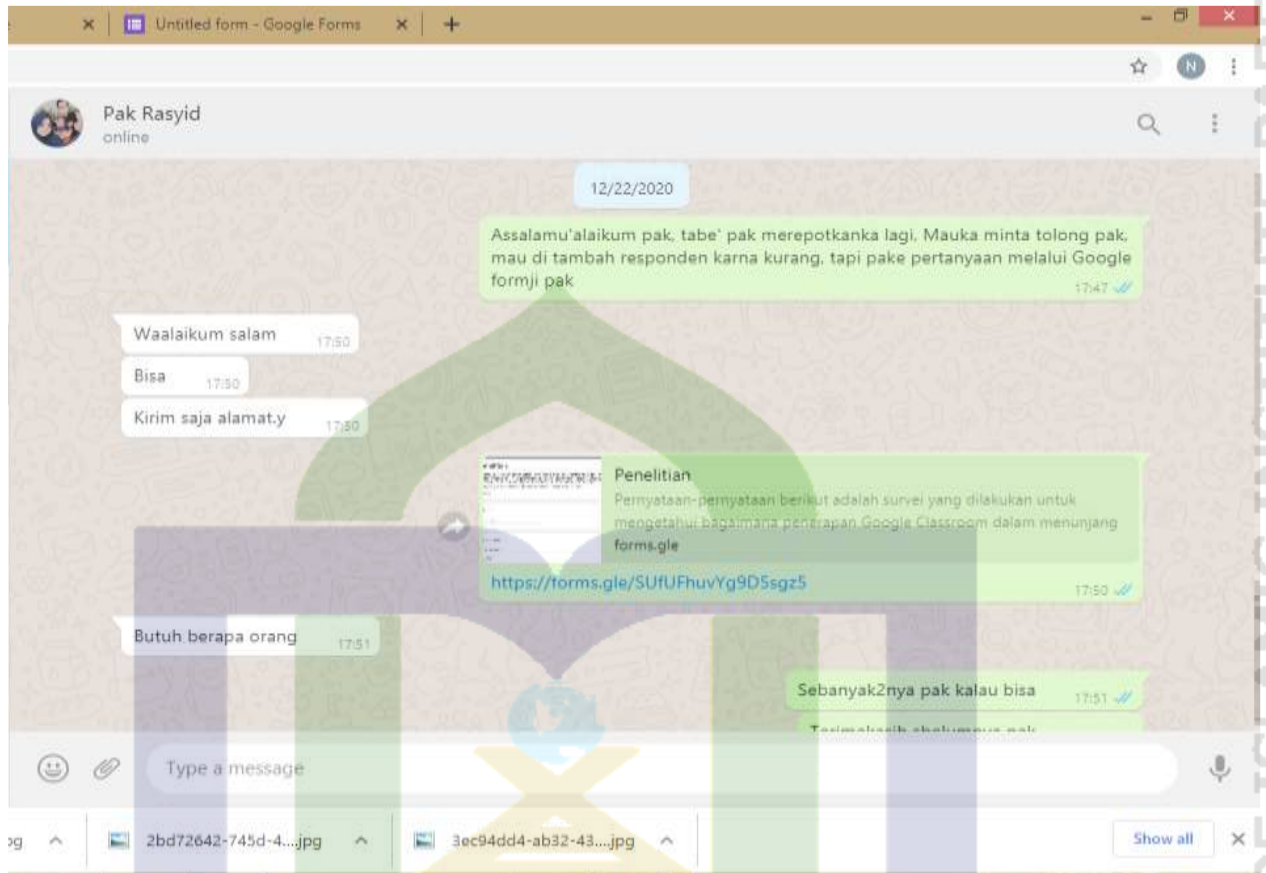 Untitled form - Google Forms
N
Pak Rasyid
online
12/22/2020
Assalamu'alaikum pak, tabe' pak merepotkanka lagi, Mauka minta tolong pak,
mau di tambah responden karna kurang, tapi pake pertanyaan melalui Google
formji pak
17:47
Waalaikum salam 17:50
Bisa 17:50
Kirim saja alamat.y 17:50
Penelitian
Pernyataan-pernyataan berikut adalah survei yang dilakukan untuk
mengetahui bagaimana penerapan Google Classroom dalam menunjang
forms.gle
https://forms.gle/SUfUFhuvYg9D5sgz5
17:50
Butuh berapa orang 17:51
Sebanyak2nya pak kalau bisa 17:51
Type a message
2bd72642-745d-4....jpg
3ec94dd4-ab32-43....jpg
Show all